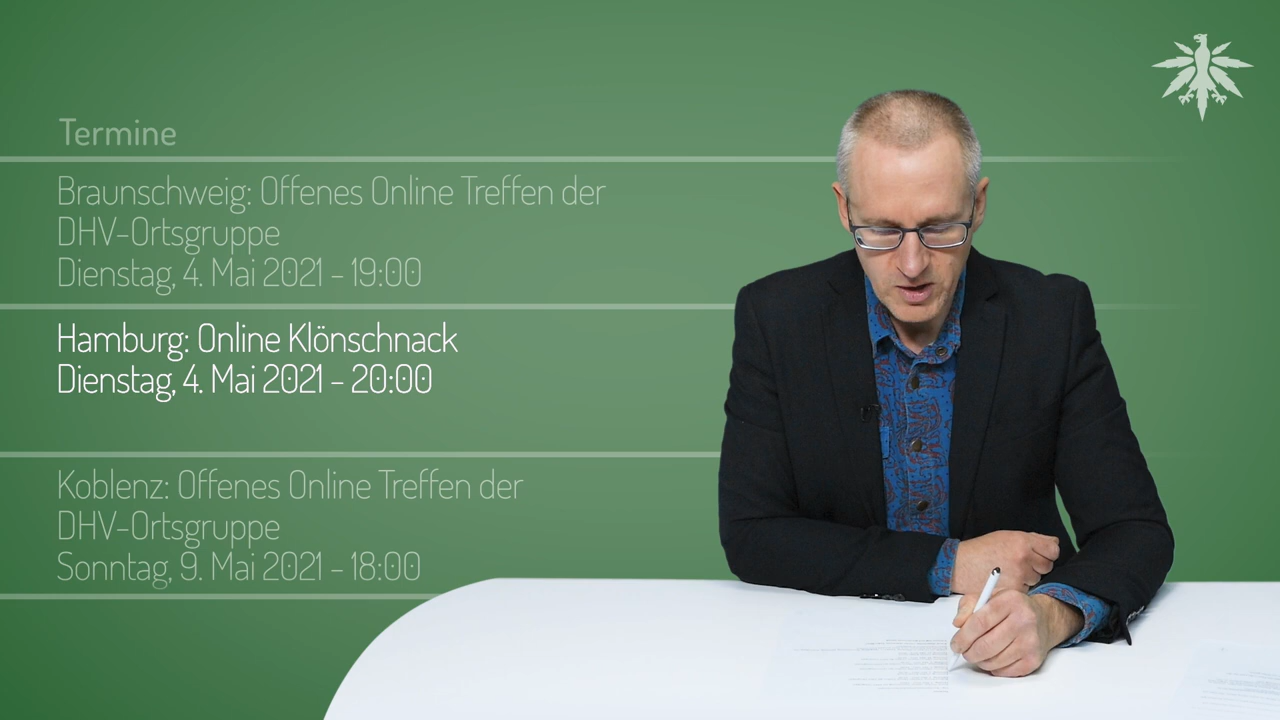 Termine
Braunschweig: Offenes Online Treffen der
DHV-Ortsgruppe
Dienstag, 4. Mai 2021 - 19:00
Hamburg: Online Klönschnack
Dienstag, 4. Mai 2021 - 20:00
Koblenz: Offenes Online Treffen der
DHV-Ortsgruppe
Sonntag, 9. Mai 2021 - 18:00